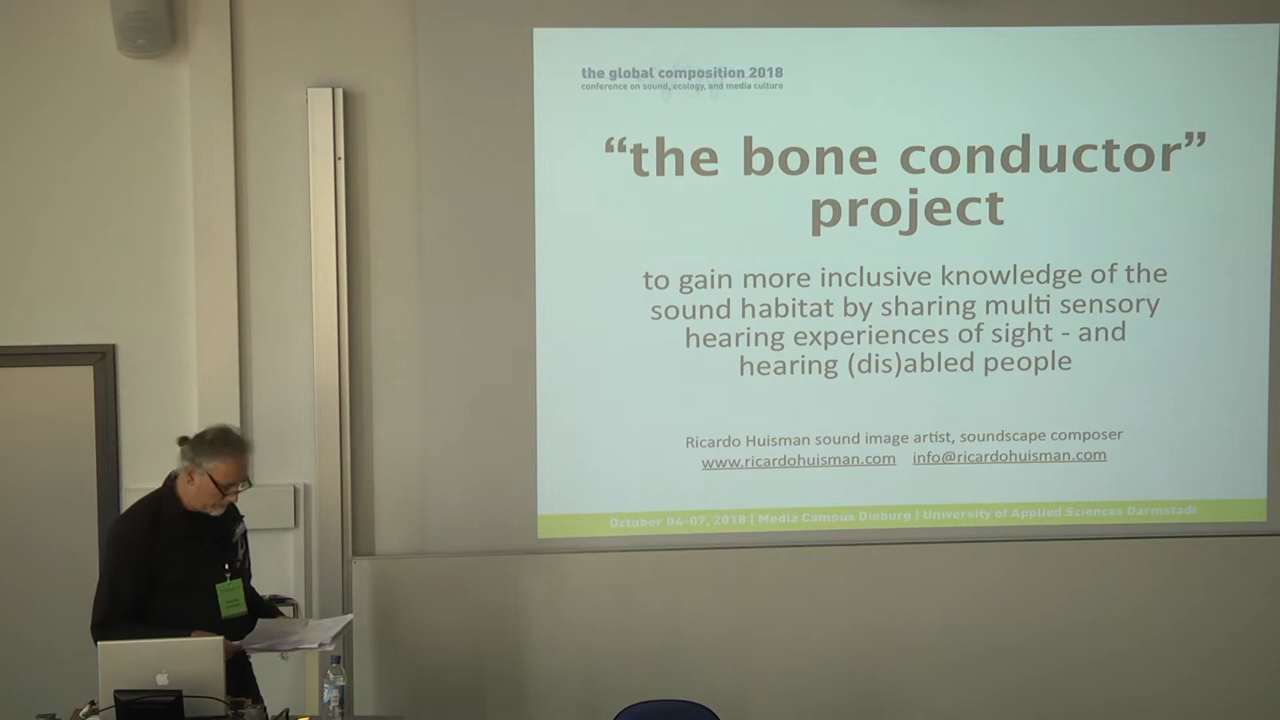 the global composition 2018
conference on sound, ecology, and media culture
“the bone conductor”
project
to gain more inclusive knowledge of the
sound habitat by sharing multi sensory
hearing experiences of sight - and
hearing (dis)abled people
Ricardo Huisman sound image artist, soundscape composer
www.ricardohuisman.com info@ricardohuisman.com
October 04-07, 2018 | Media Campus Dieburg | University of Applied Sciences Darmstadt